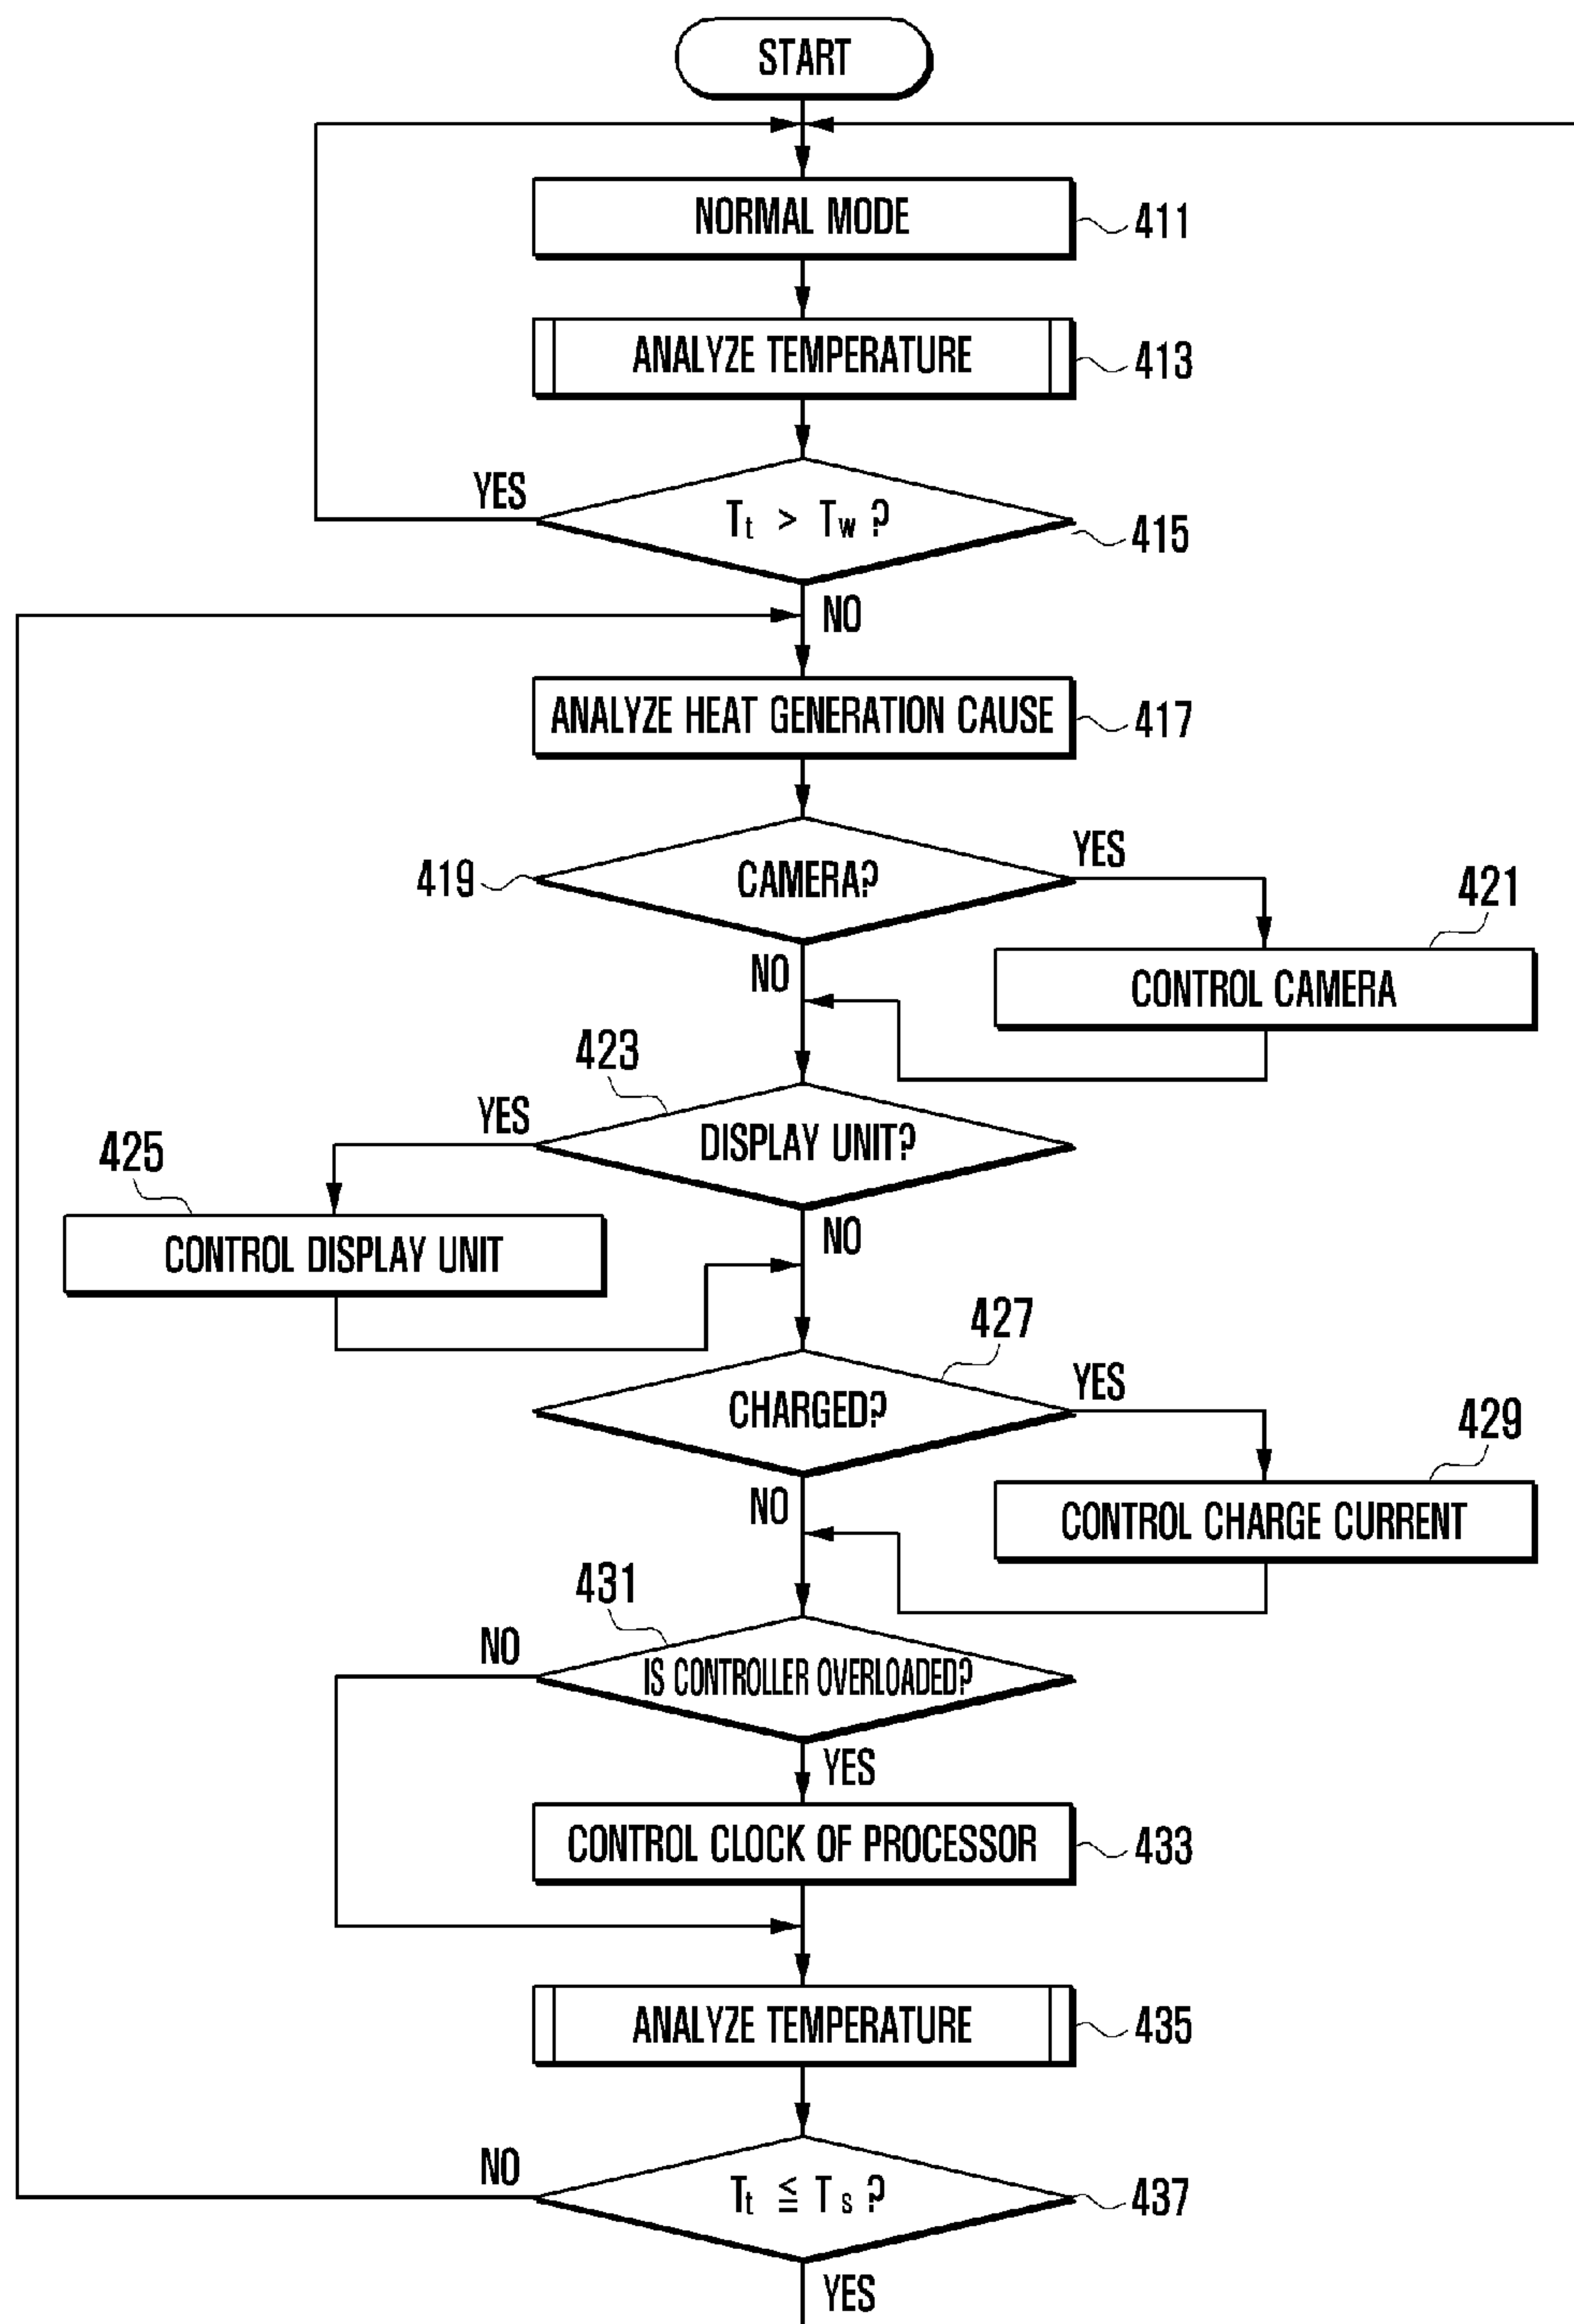 START
NORMAL MODE
411
ANALYZE TEMPERATURE
413
YES
Tt > Tw ?
415
NO
ANALYZE HEAT GENERATION CAUSE
417
419
CAMERA?
YES
421
NO
CONTROL CAMERA
423
YES
DISPLAY UNIT?
425
NO
CONTROL DISPLAY UNIT
427
CHARGED?
YES
429
NO
CONTROL CHARGE CURRENT
431
NO
IS CONTROLLER OVERLOADED?
YES
CONTROL CLOCK OF PROCESSOR
433
ANALYZE TEMPERATURE
435
NO
Tt ≦ Ts ?
437
YES